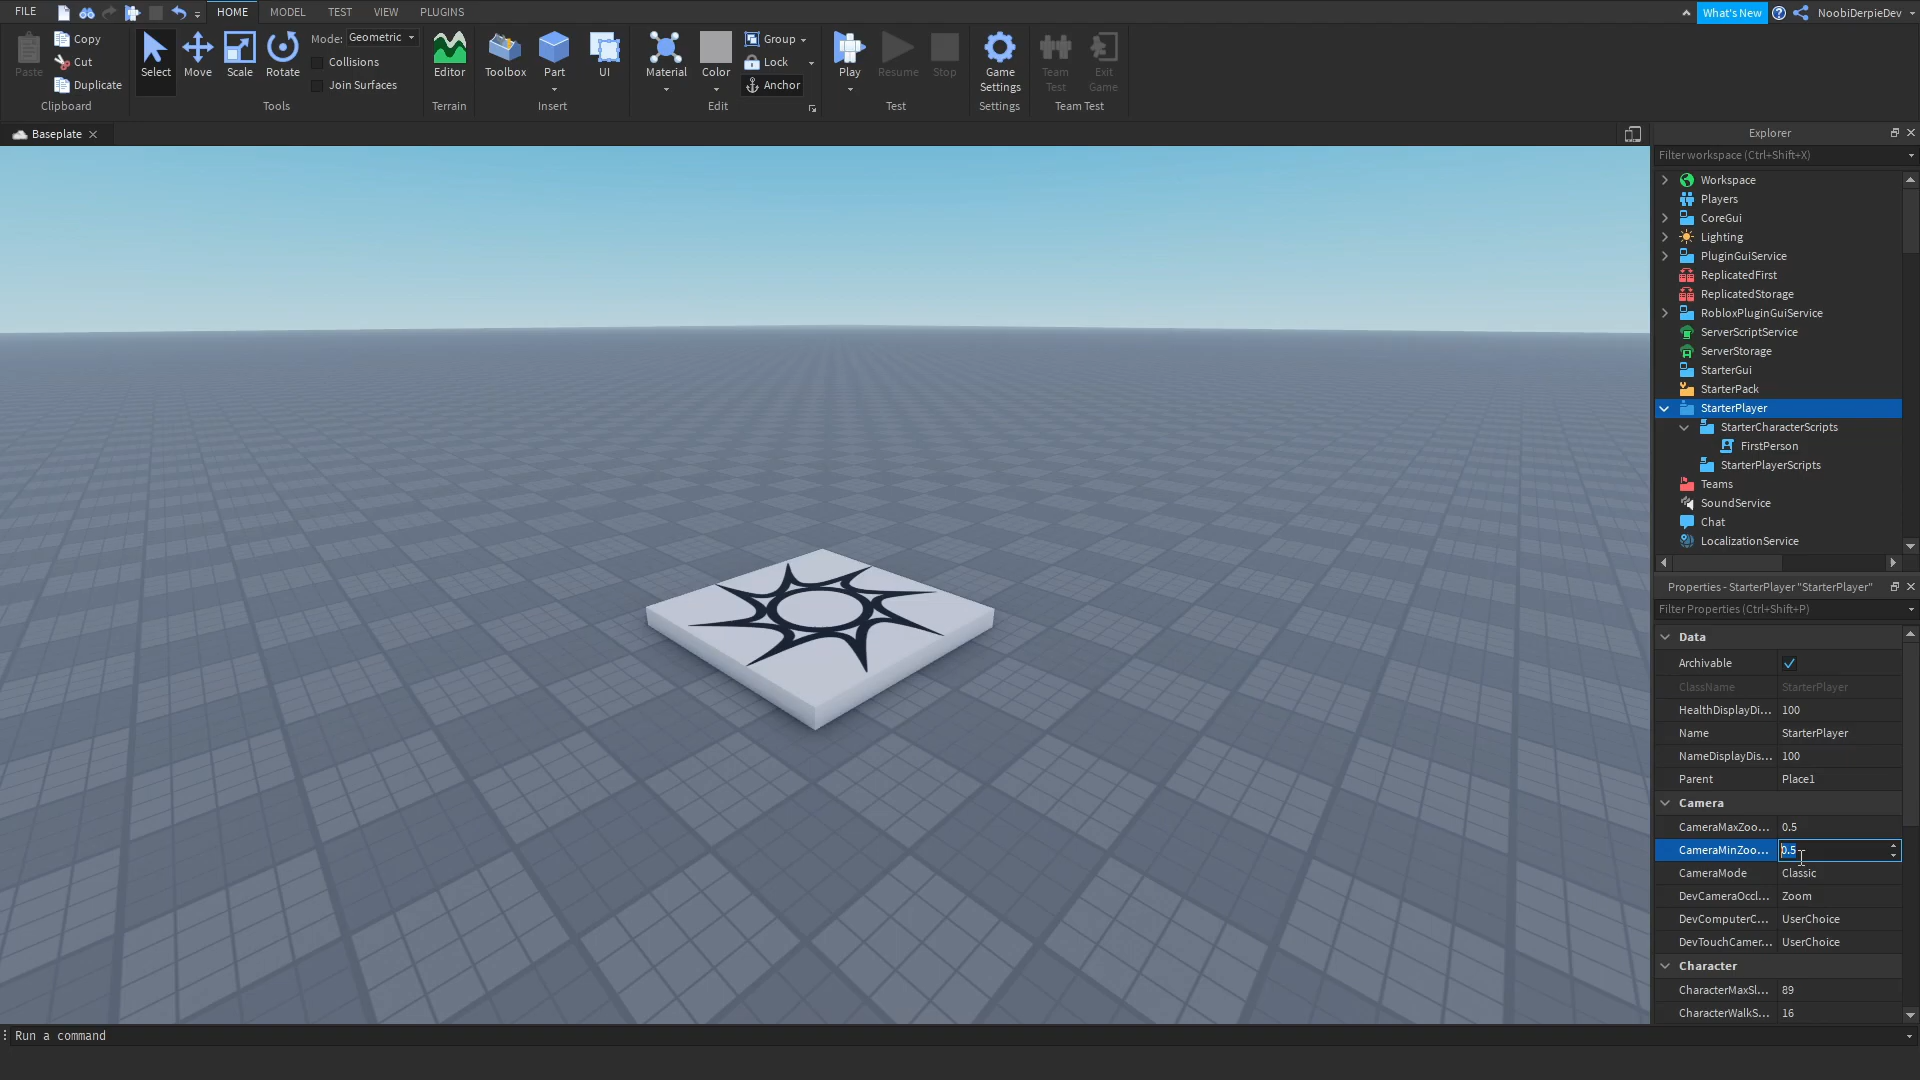 FILE HOME MODEL TEST VIEW PLUGINS What's New NoobiDerpieDev
Paste Copy Cut Duplicate
Clipboard
Select Move Scale Rotate
Mode: Geometric
Collisions
Join Surfaces
Tools
Editor
Terrain
Toolbox Part UI
Insert
Material Color
Group
Lock
Anchor
Edit
Play Resume Stop
Test
Game Settings
Settings
Team Test Exit Game
Team Test
Baseplate
Explorer
Filter workspace (Ctrl+Shift+X)
Workspace
Players
CoreGui
Lighting
PluginGuiService
ReplicatedFirst
ReplicatedStorage
RobloxPluginGuiService
ServerScriptService
ServerStorage
StarterGui
StarterPack
StarterPlayer
StarterCharacterScripts
FirstPerson
StarterPlayerScripts
Teams
SoundService
Chat
LocalizationService
Properties - StarterPlayer "StarterPlayer"
Filter Properties (Ctrl+Shift+P)
Data
Archivable
ClassName StarterPlayer
HealthDisplayDi... 100
Name StarterPlayer
NameDisplayDis... 100
Parent Place1
Camera
CameraMaxZoo... 0.5
CameraMinZoo... 0.5
CameraMode Classic
DevCameraOccl... Zoom
DevComputerC... UserChoice
DevTouchCamer... UserChoice
Character
CharacterMaxSl... 89
CharacterWalkS... 16
Run a command